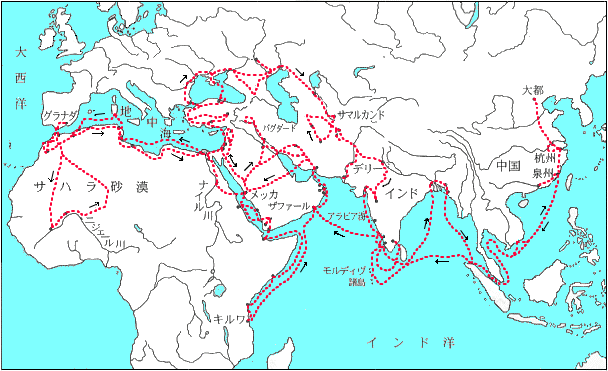 大西洋
グラナダ
地中海
バグダード
サマルカンド
大都
中国
杭州
泉州
デリー
インド
サハラ砂漠
ナイル川
メッカ
ザファール
アラビア海
ニジェール川
モルディヴ
諸島
キルワ
インド洋